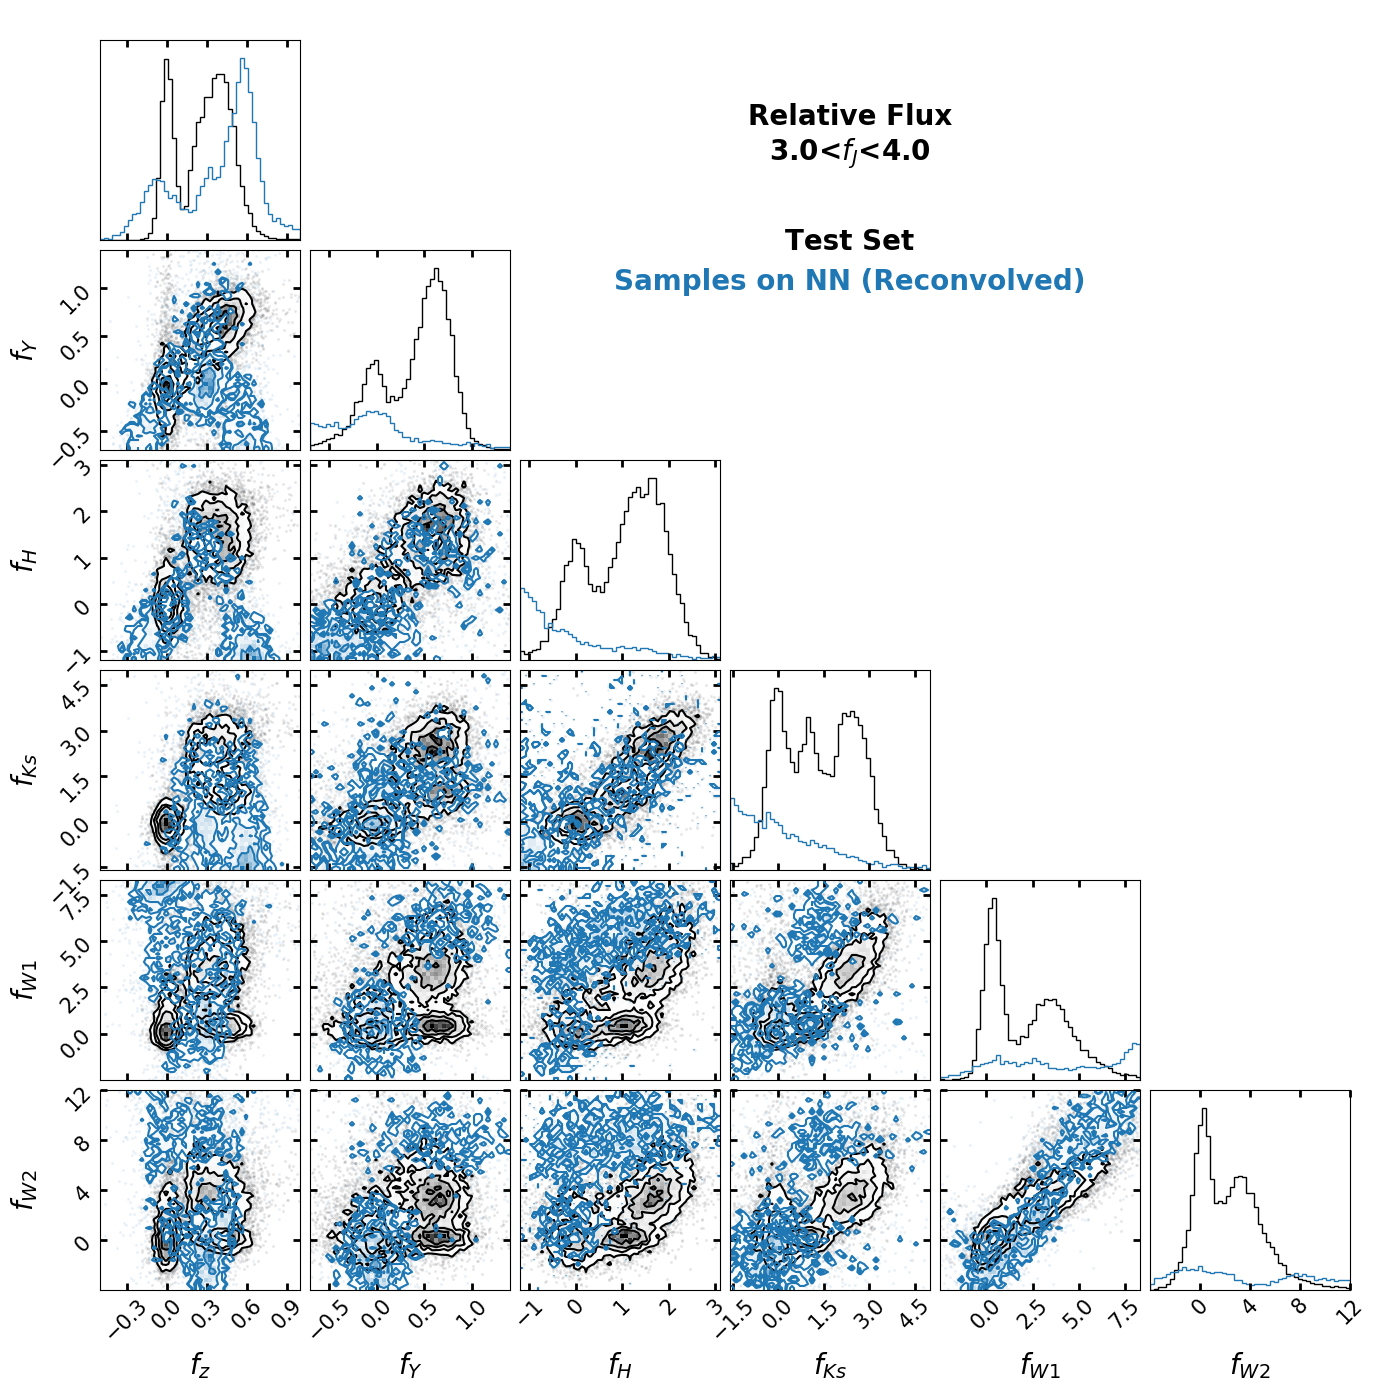 Relative Flux
3.0<f_J<4.0
Test Set
Samples on NN (Reconvolved)
f_Y
1.0
0.5
0.0
−0.5
f_H
3
2
1
0
−1
f_Ks
4.5
3.0
1.5
0.0
−1.5
f_W1
7.5
5.0
2.5
0.0
f_W2
12
8
4
0
−0.3 0.0 0.3 0.6 0.9 −0.5 0.0 0.5 1.0 −1 0 1 2 3 −1.5 0.0 1.5 3.0 4.5 0.0 2.5 5.0 7.5 0 4 8 12
f_z f_Y f_H f_Ks f_W1 f_W2